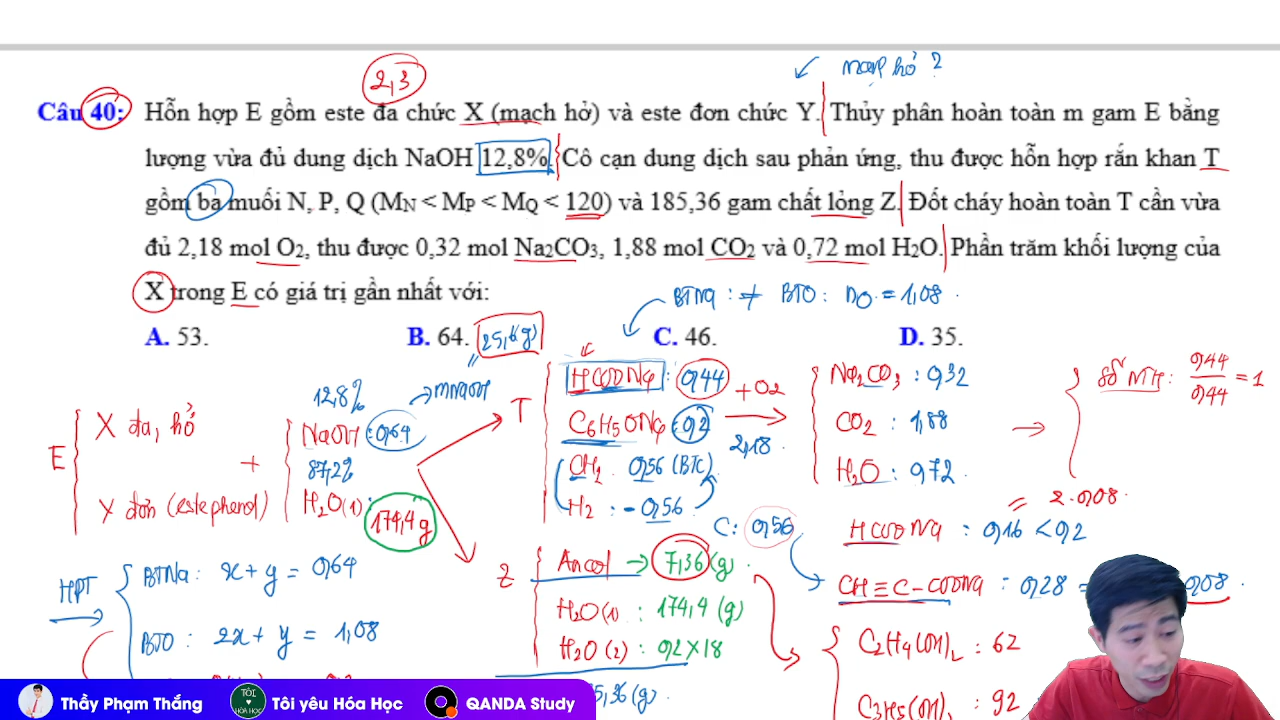 2,3
mạch hở ?
Câu 40: Hỗn hợp E gồm este đa chức X (mạch hở) và este đơn chức Y. Thủy phân hoàn toàn m gam E bằng
lượng vừa đủ dung dịch NaOH 12,8%. Cô cạn dung dịch sau phản ứng, thu được hỗn hợp rắn khan T
gồm ba muối N, P, Q (MN < MP < MQ < 120) và 185,36 gam chất lỏng Z. Đốt cháy hoàn toàn T cần vừa
đủ 2,18 mol O2, thu được 0,32 mol Na2CO3, 1,88 mol CO2 và 0,72 mol H2O. Phần trăm khối lượng của
X trong E có giá trị gần nhất với:
BTNa : → BTO : nO = 1,08 .
A. 53. B. 64. C. 46. D. 35.
25,6(g)
12,8% → mNaOH
E X đa, hở
Y đơn (este phenol)
+ NaOH : 0,64
87,2%
H2O(1) : 174,4 g
T HCOONa : 0,44
C6H5ONa : 0,2
CH2 0,56 (BTC)
H2 : - 0,56
+ O2
2,18
Na2CO3 : 0,32
CO2 : 1,88
H2O : 0,72
Số MH : 0,44/0,44 = 1
= 2.0,08.
C : 0,56
HCOONa : 0,16 < 0,2
CH≡C-COONa : 0,28 = 0,08 .
Z Ancol → 7,36 (g)
H2O(1) : 174,4 (g)
H2O (2) : 0,2 x 18
HPT BTNa : x + y = 0,64
BTO : 2x + y = 1,08
C2H4(OH)2 : 62
C3H5(OH) : 92
Thầy Phạm Thắng
TÔI
HÓA HỌC
Tôi yêu Hóa Học
QANDA Study